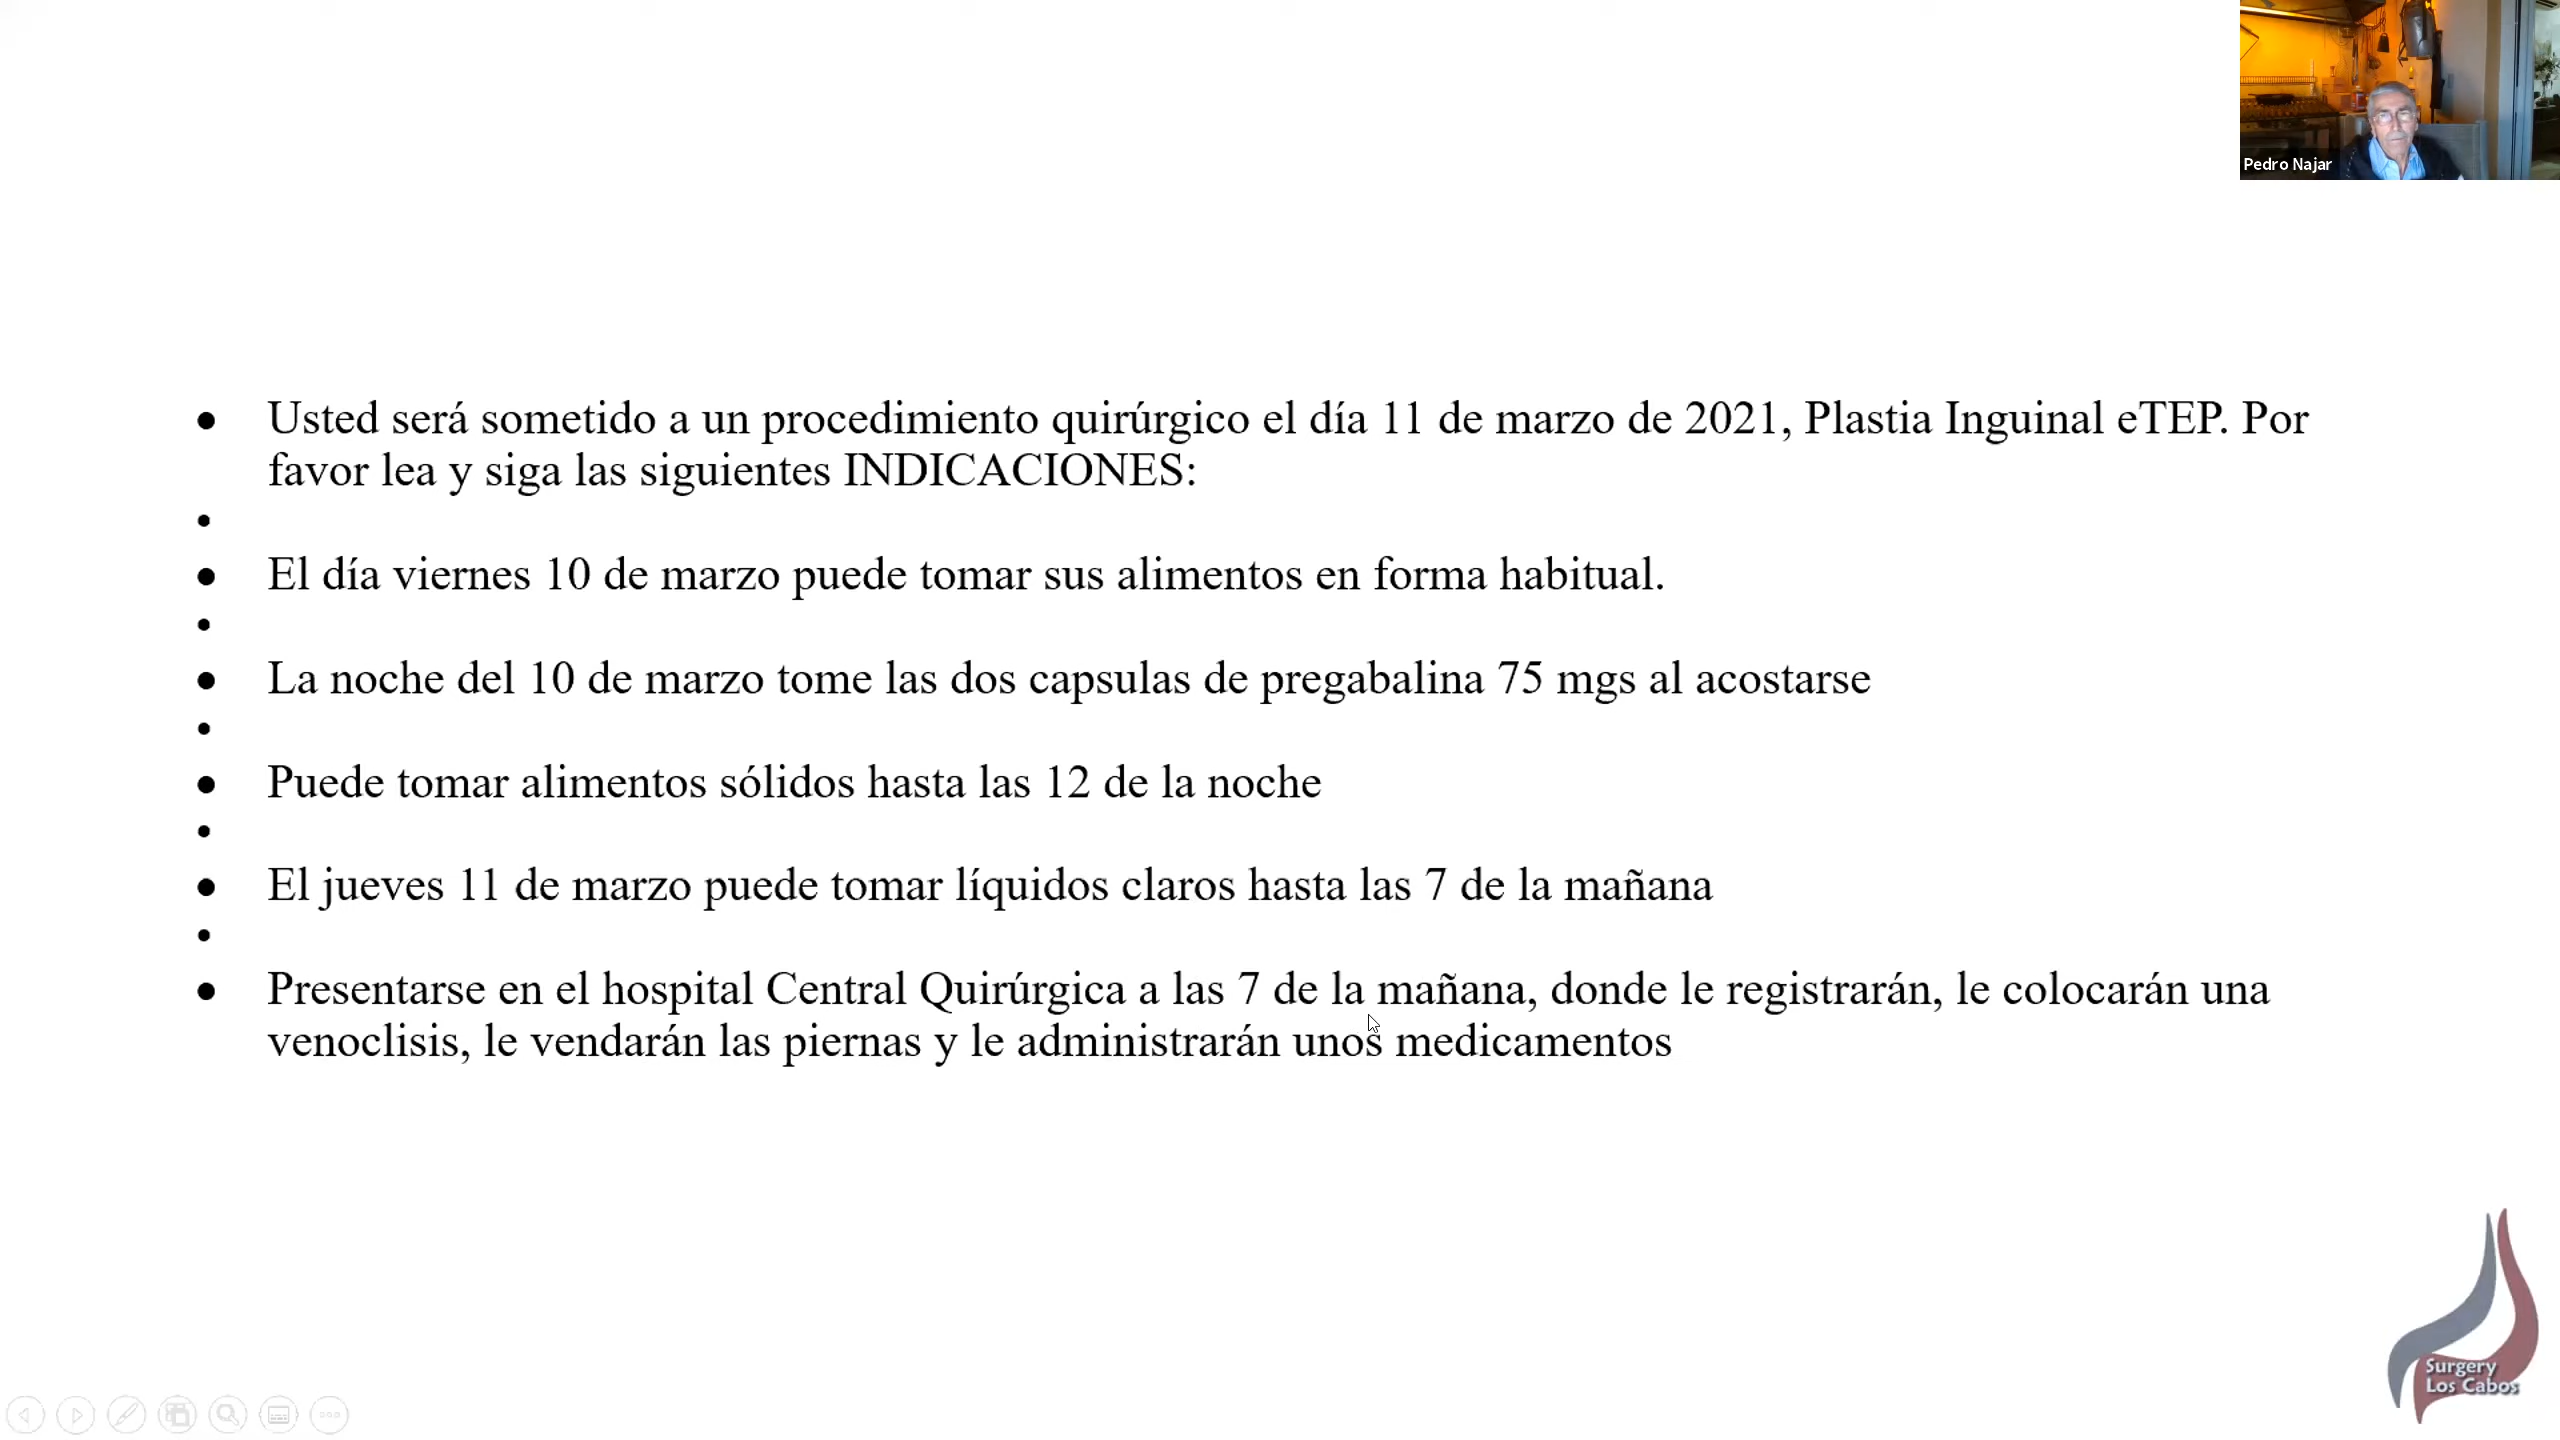 Pedro Najar
Usted será sometido a un procedimiento quirúrgico el día 11 de marzo de 2021, Plastia Inguinal eTEP. Por
favor lea y siga las siguientes INDICACIONES:
El día viernes 10 de marzo puede tomar sus alimentos en forma habitual.
La noche del 10 de marzo tome las dos capsulas de pregabalina 75 mgs al acostarse
Puede tomar alimentos sólidos hasta las 12 de la noche
El jueves 11 de marzo puede tomar líquidos claros hasta las 7 de la mañana
Presentarse en el hospital Central Quirúrgica a las 7 de la mañana, donde le registrarán, le colocarán una
venoclisis, le vendarán las piernas y le administrarán unos medicamentos
Surgery
Los Cabos